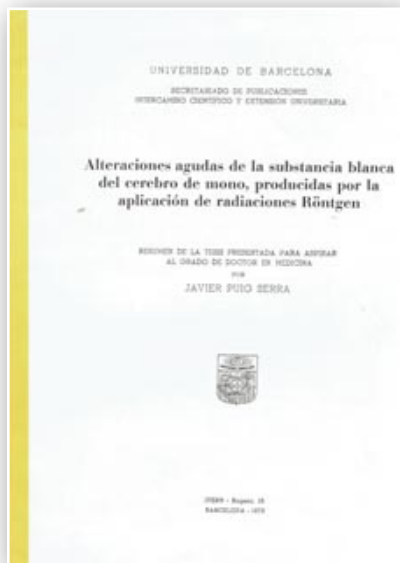 UNIVERSIDAD DE BARCELONA
SECRETARIADO DE PUBLICACIONES
INTERCAMBIO CIENTIFICO Y EXTENSION UNIVERSITARIA
Alteraciones agudas de la substancia blanca
del cerebro de mono, producidas por la
aplicación de radiaciones Röntgen
RESUMEN DE LA TESIS PRESENTADA PARA ASPIRAR
AL GRADO DE DOCTOR EN MEDICINA
POR
JAVIER PUIG SERRA
BARCELONA